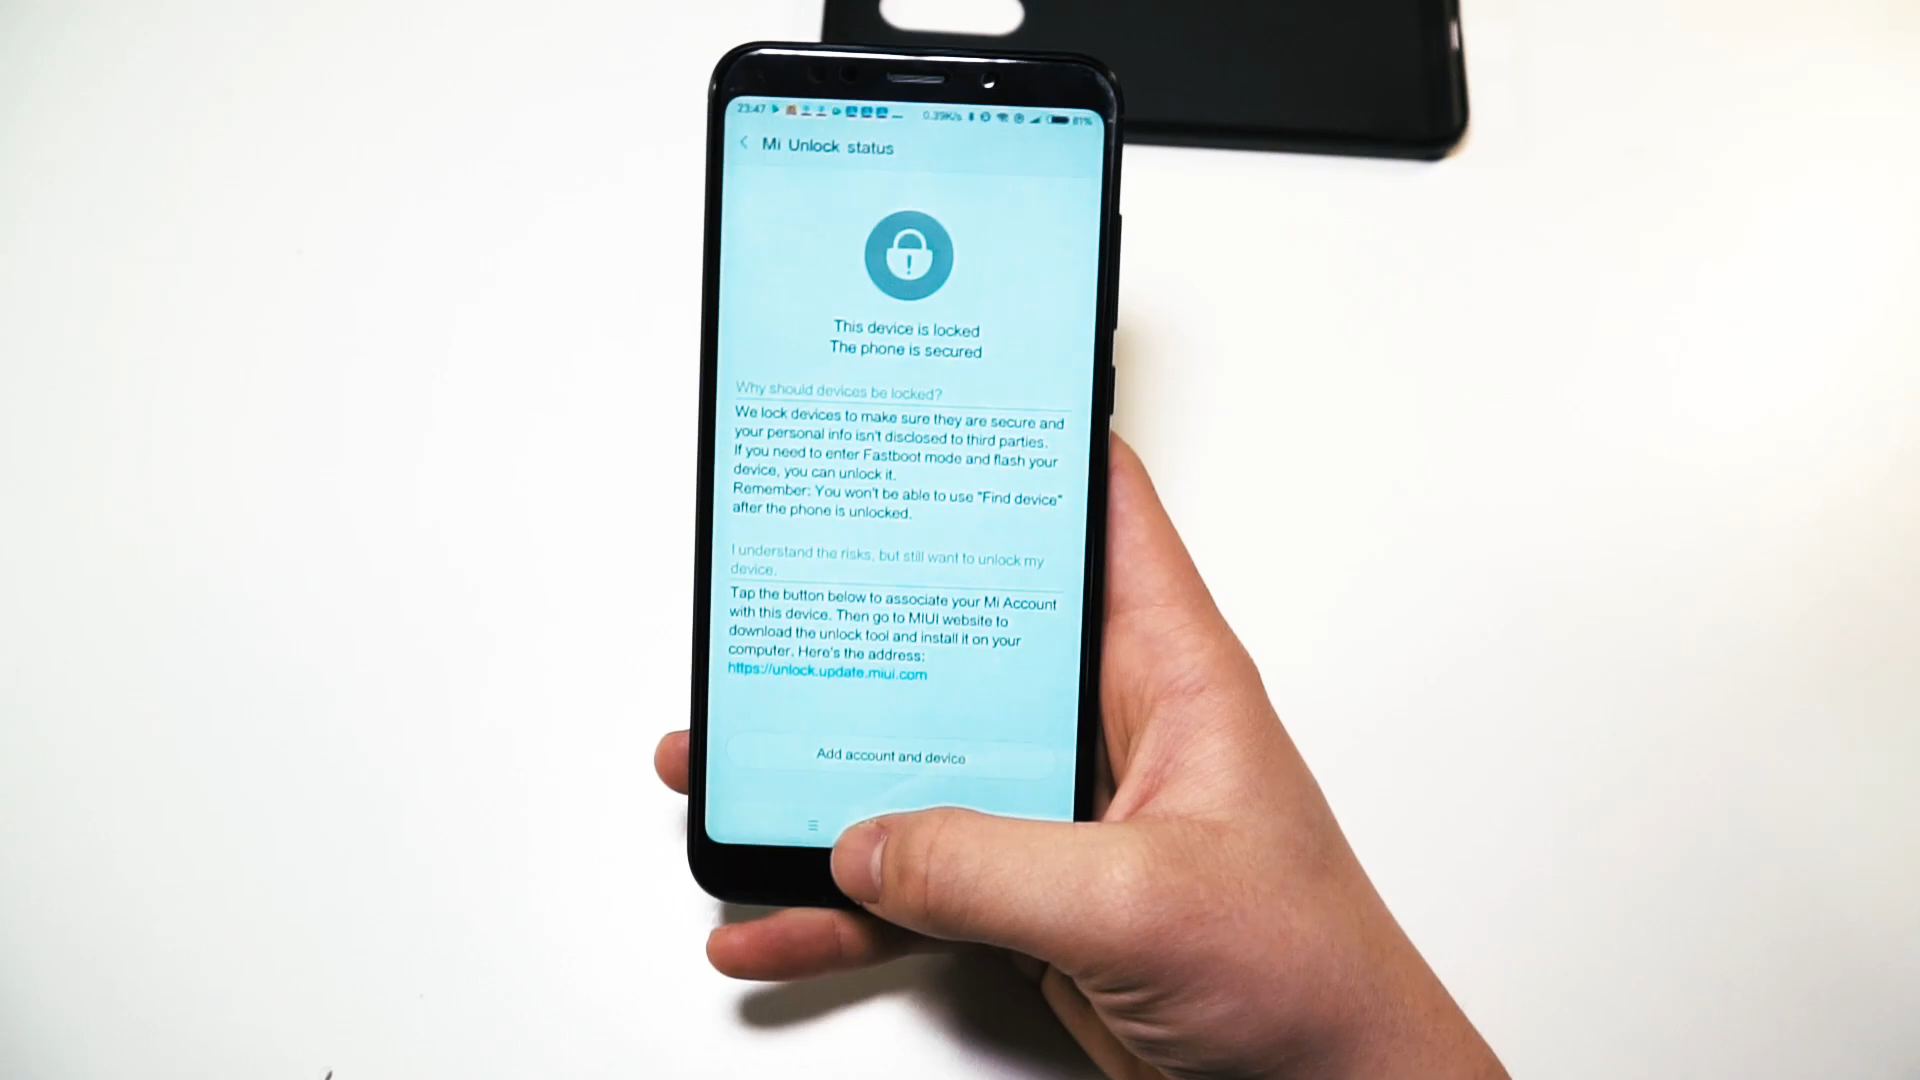 23:47
0.39K/s 81%
Mi Unlock status
This device is locked
The phone is secured
Why should devices be locked?
We lock devices to make sure they are secure and
your personal info isn't disclosed to third parties.
If you need to enter Fastboot mode and flash your
device, you can unlock it.
Remember: You won't be able to use "Find device"
after the phone is unlocked.
I understand the risks, but still want to unlock my
device.
Tap the button below to associate your Mi Account
with this device. Then go to MIUI website to
download the unlock tool and install it on your
computer. Here's the address:
https://unlock.update.miui.com
Add account and device